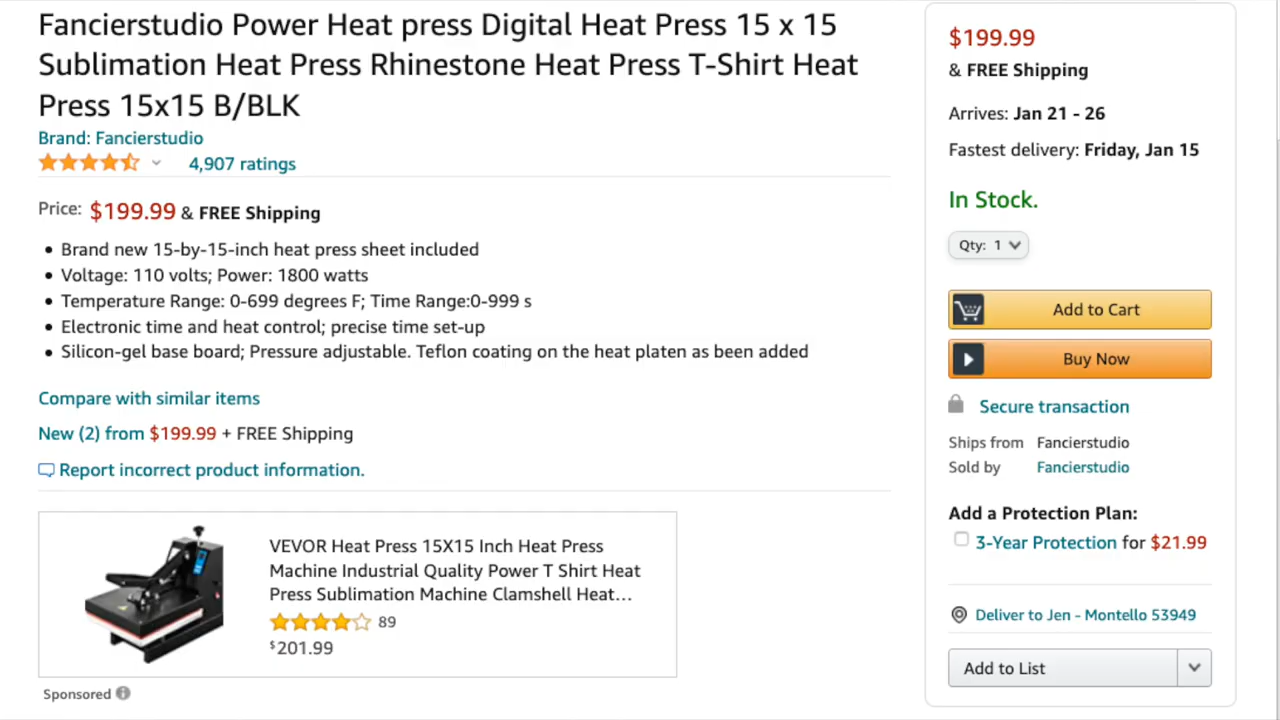 Fancierstudio Power Heat press Digital Heat Press 15 x 15
Sublimation Heat Press Rhinestone Heat Press T-Shirt Heat
Press 15x15 B/BLK
Brand: Fancierstudio
4,907 ratings
Price: $199.99 & FREE Shipping
Brand new 15-by-15-inch heat press sheet included
Voltage: 110 volts; Power: 1800 watts
Temperature Range: 0-699 degrees F; Time Range:0-999 s
Electronic time and heat control; precise time set-up
Silicon-gel base board; Pressure adjustable. Teflon coating on the heat platen as been added
Compare with similar items
New (2) from $199.99 + FREE Shipping
Report incorrect product information.
VEVOR Heat Press 15X15 Inch Heat Press
Machine Industrial Quality Power T Shirt Heat
Press Sublimation Machine Clamshell Heat...
89
$201.99
Sponsored
$199.99
& FREE Shipping
Arrives: Jan 21 - 26
Fastest delivery: Friday, Jan 15
In Stock.
Qty: 1
Add to Cart
Buy Now
Secure transaction
Ships from Fancierstudio
Sold by Fancierstudio
Add a Protection Plan:
3-Year Protection for $21.99
Deliver to Jen - Montello 53949
Add to List